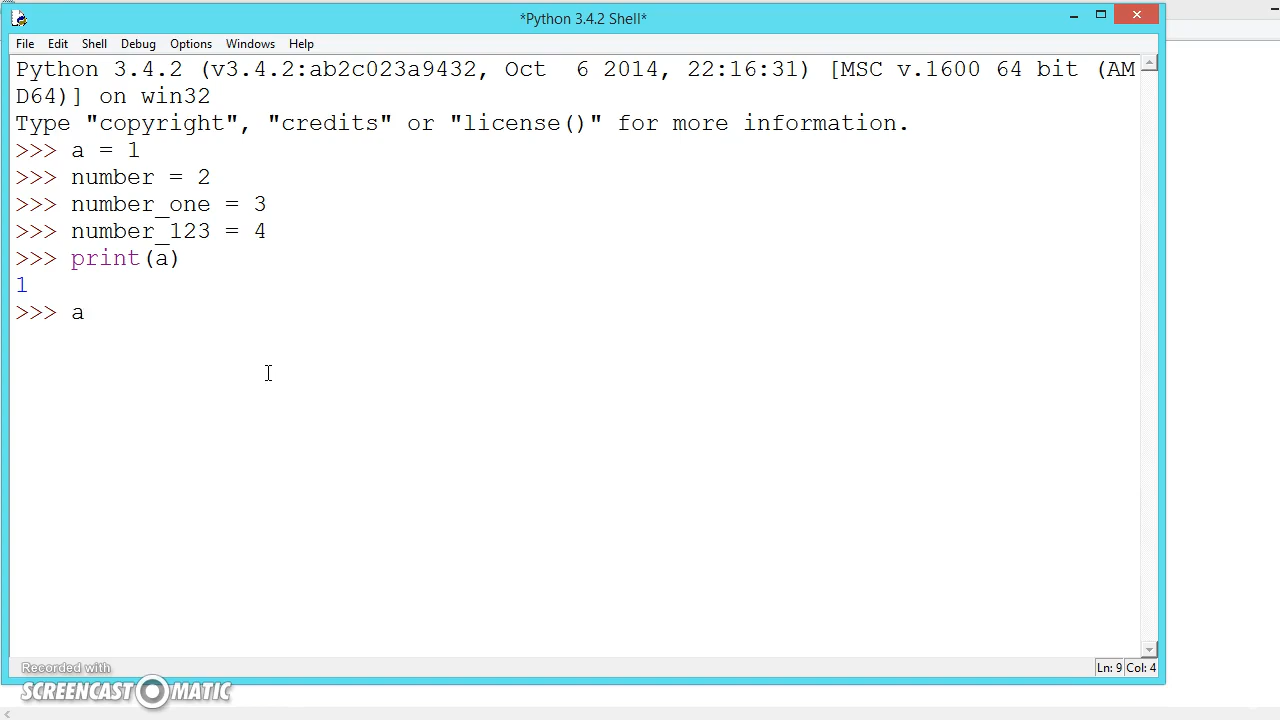 *Python 3.4.2 Shell*
File Edit Shell Debug Options Windows Help
Python 3.4.2 (v3.4.2:ab2c023a9432, Oct  6 2014, 22:16:31) [MSC v.1600 64 bit (AM
D64)] on win32
Type "copyright", "credits" or "license()" for more information.
>>> a = 1
>>> number = 2
>>> number_one = 3
>>> number_123 = 4
>>> print(a)
1
>>> a
Ln: 9 Col: 4
Recorded with
SCREENCAST MATIC